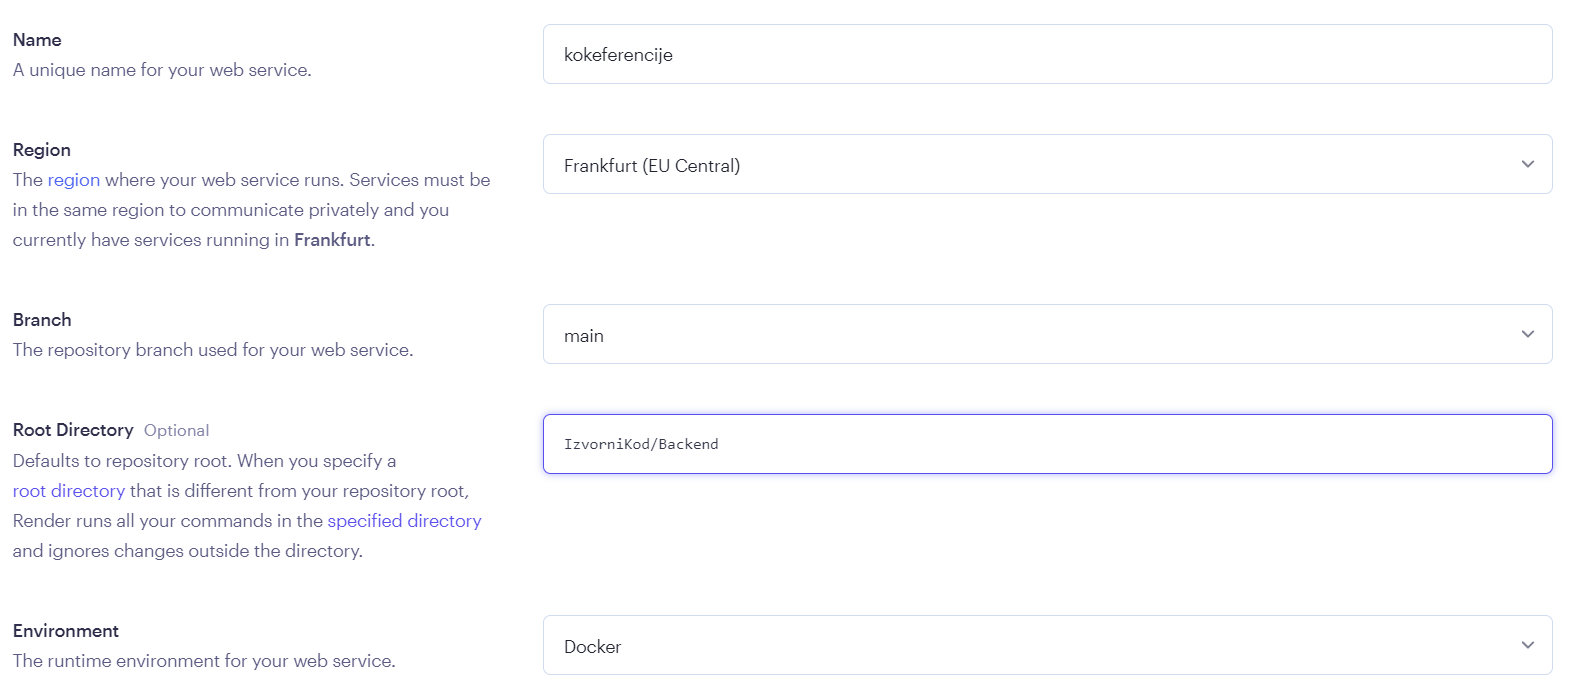 Name
A unique name for your web service.
kokeferencije
Region
The region where your web service runs. Services must be
in the same region to communicate privately and you
currently have services running in Frankfurt.
Frankfurt (EU Central)
Branch
The repository branch used for your web service.
main
Root Directory Optional
Defaults to repository root. When you specify a
root directory that is different from your repository root,
Render runs all your commands in the specified directory
and ignores changes outside the directory.
IzvorniKod/Backend
Environment
The runtime environment for your web service.
Docker